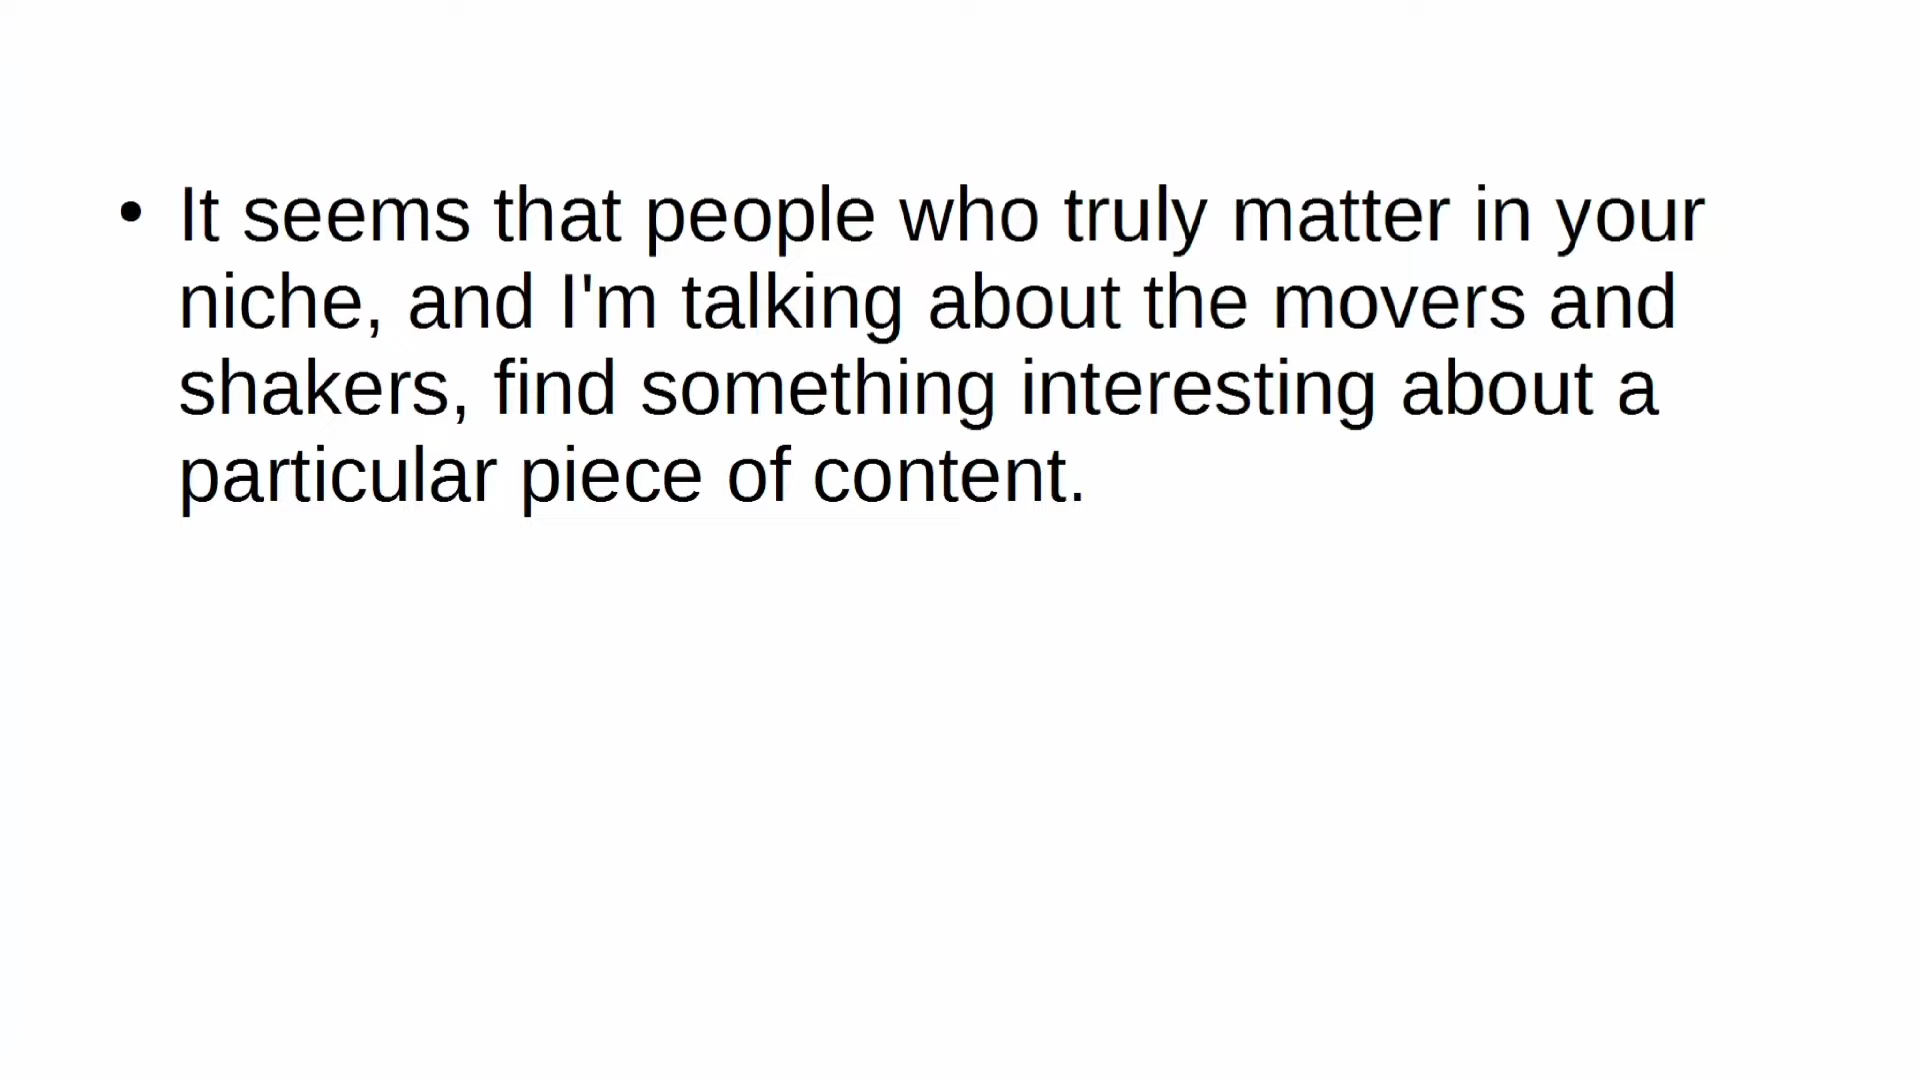 • It seems that people who truly matter in your
niche, and I'm talking about the movers and
shakers, find something interesting about a
particular piece of content.